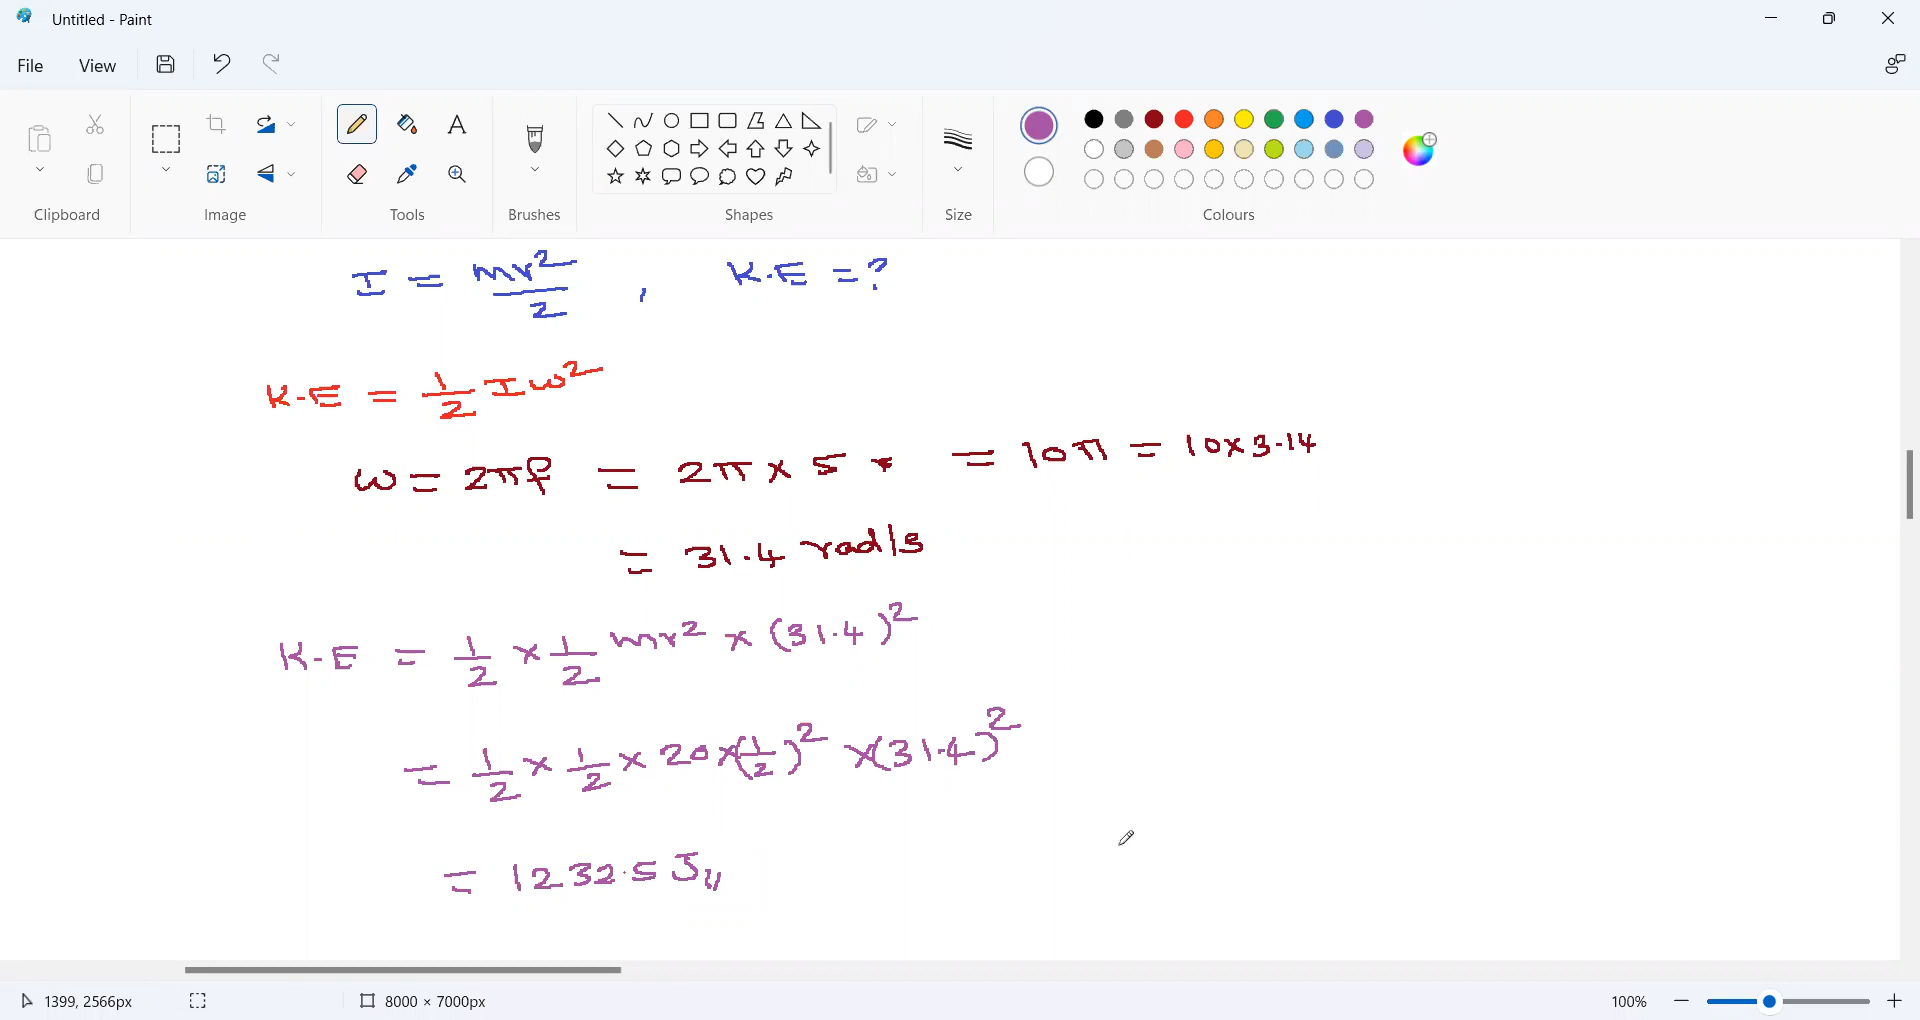 Untitled - Paint
File View
Clipboard Image Tools Brushes Shapes Size Colours
I = mr²/2 , K.E = ?
K.E = 1/2 Iω²
ω = 2πf = 2π × 5 = 10π = 10×3.14
= 31.4 rad/s
K.E = 1/2 × 1/2 mr² × (31.4)²
= 1/2 × 1/2 × 20×(1/2)² ×(31.4)²
= 1232.5 J//
1399, 2566px 8000 × 7000px 100%